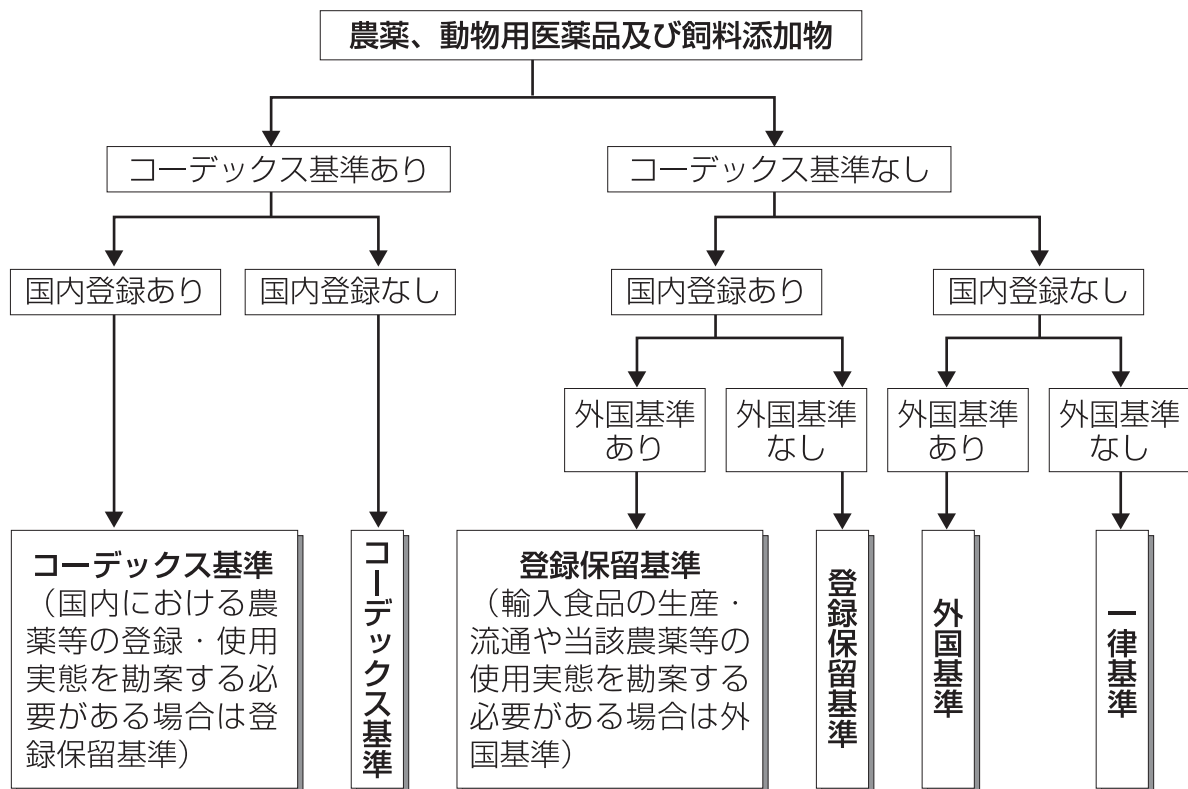 農薬、動物用医薬品及び飼料添加物
コーデックス基準あり
コーデックス基準なし
国内登録あり
国内登録なし
国内登録あり
国内登録なし
外国基準
あり
外国基準
なし
外国基準
あり
外国基準
なし
コーデックス基準
（国内における農
薬等の登録・使用
実態を勘案する必
要がある場合は登
録保留基準）
コーデックス基準
登録保留基準
（輸入食品の生産・
流通や当該農薬等の
使用実態を勘案する
必要がある場合は外
国基準）
登録保留基準
外国基準
一律基準